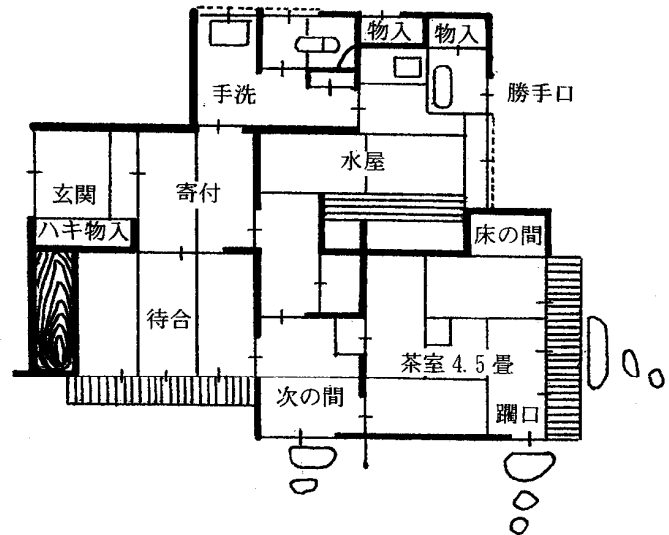 物入
物入
手洗
勝手口
水屋
玄関
寄付
ハキ物入
床の間
待合
茶室 4.5 畳
次の間
躙口